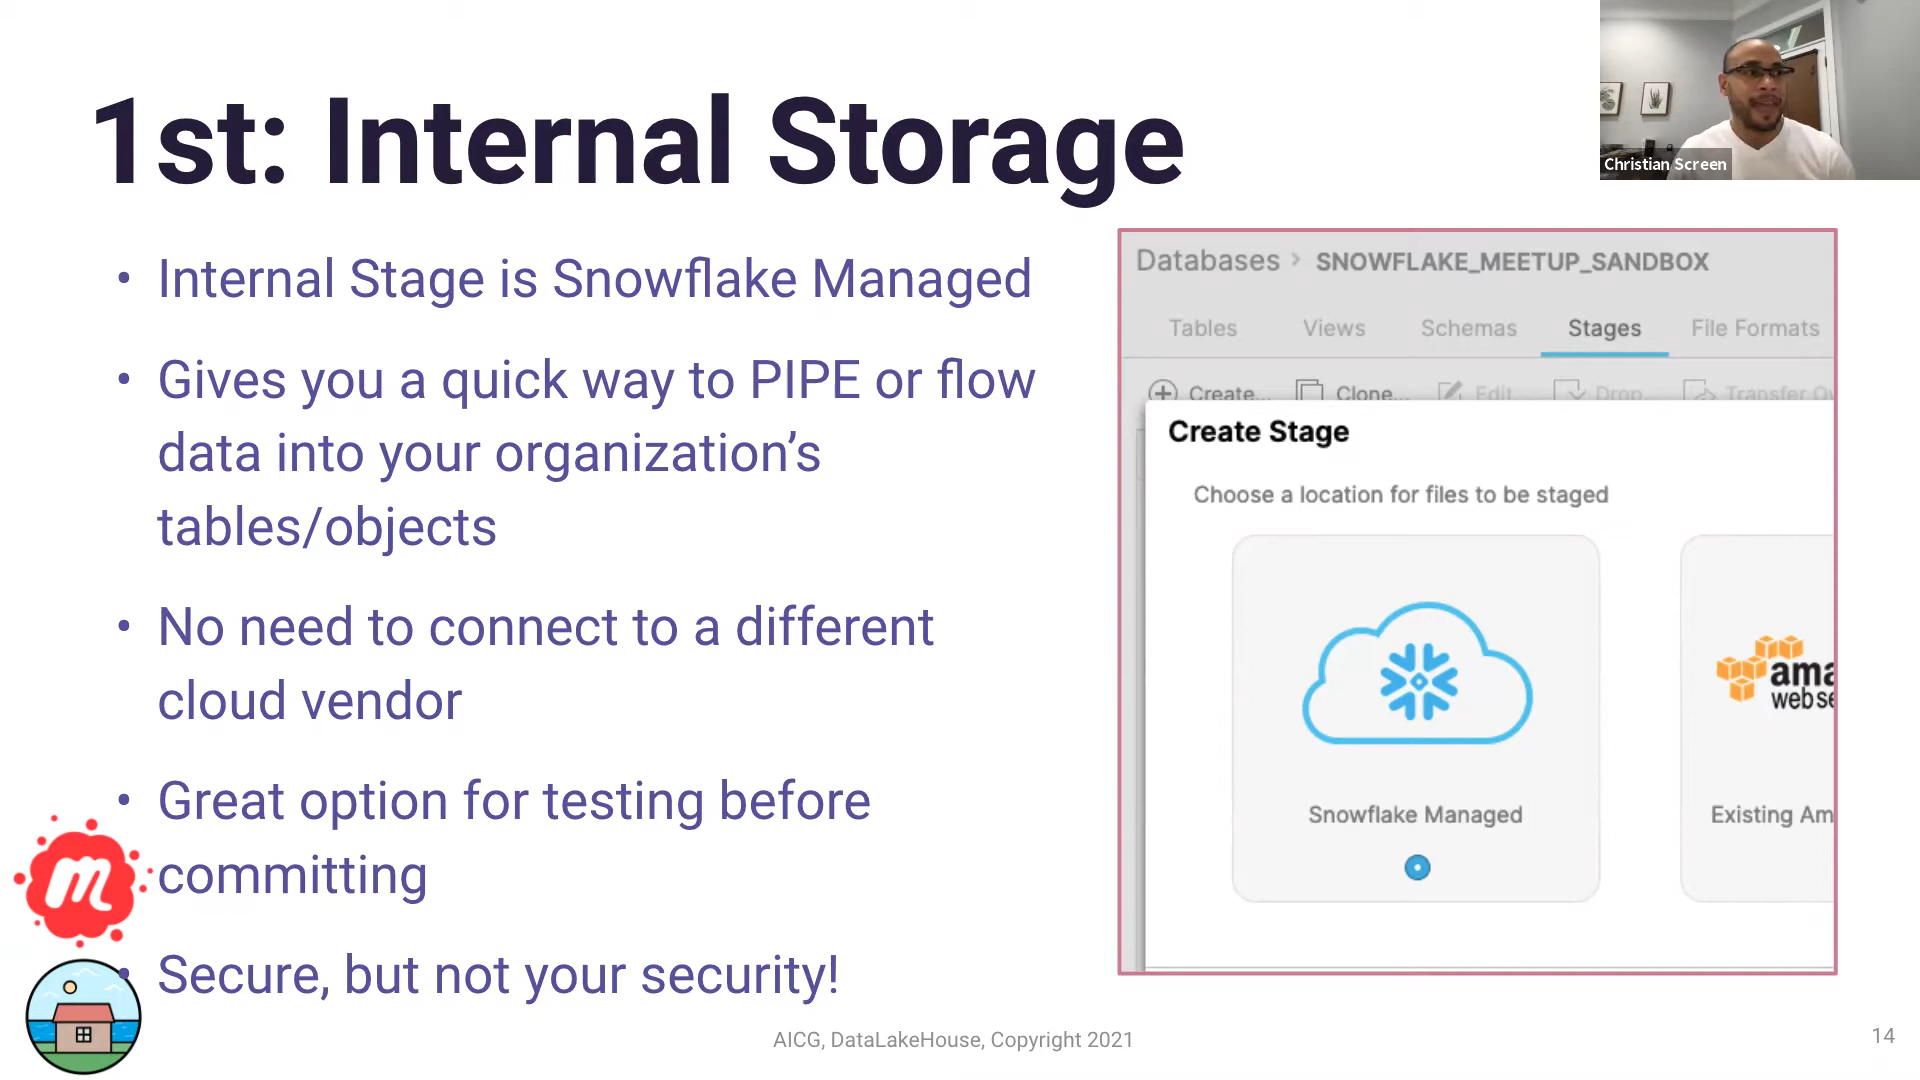 1st: Internal Storage
Christian Screen
• Internal Stage is Snowflake Managed
• Gives you a quick way to PIPE or flow
data into your organization’s
tables/objects
• No need to connect to a different
cloud vendor
• Great option for testing before
committing
• Secure, but not your security!
Databases > SNOWFLAKE_MEETUP_SANDBOX
Tables Views Schemas Stages File Formats
Create... Clone... Edit Drop Transfer
Create Stage
Choose a location for files to be staged
Snowflake Managed
ama
web se
Existing Am
m
AICG, DataLakeHouse, Copyright 2021
14